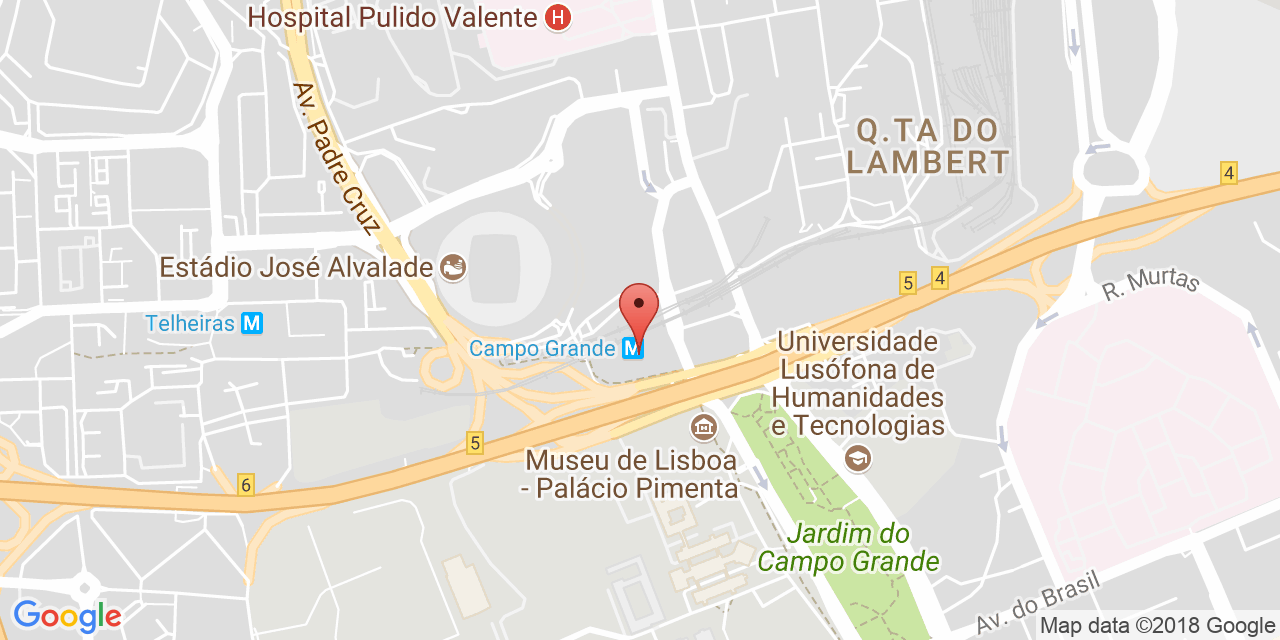 Hospital Pulido Valente
H
Av. Padre Cruz
Q.TA DO
LAMBERT
4
Estádio José Alvalade
5
4
R. Murtas
Telheiras M
Campo Grande M
Universidade
Lusófona de
Humanidades
e Tecnologias
5
Museu de Lisboa
- Palácio Pimenta
6
Jardim do
Campo Grande
Av. do Brasil
Google
Map data ©2018 Google